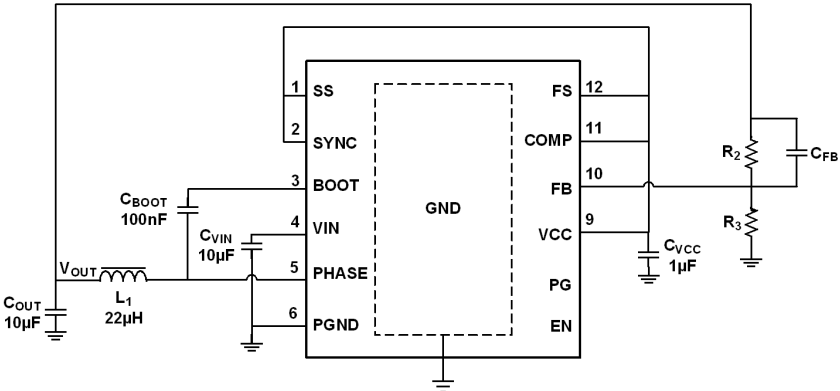 1
SS
2
SYNC
3
BOOT
4
VIN
5
PHASE
6
PGND
GND
FS
12
COMP
11
FB
10
VCC
9
PG
EN
CBOOT
100nF
CVIN
10µF
VOUT
L1
22µH
COUT
10µF
R2
CFB
R3
CVCC
1µF